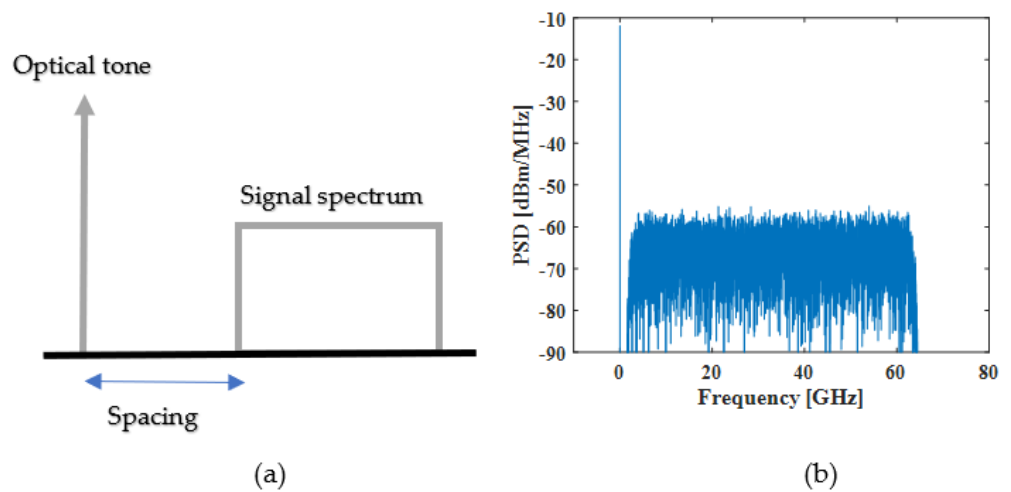 Optical tone
Signal spectrum
Spacing
(a)
-10
-10
-20
-30
-40
-50
-60
-70
-80
-90
PSD [dBm/MHz]
0 20 40 60 80
Frequency [GHz]
(b)